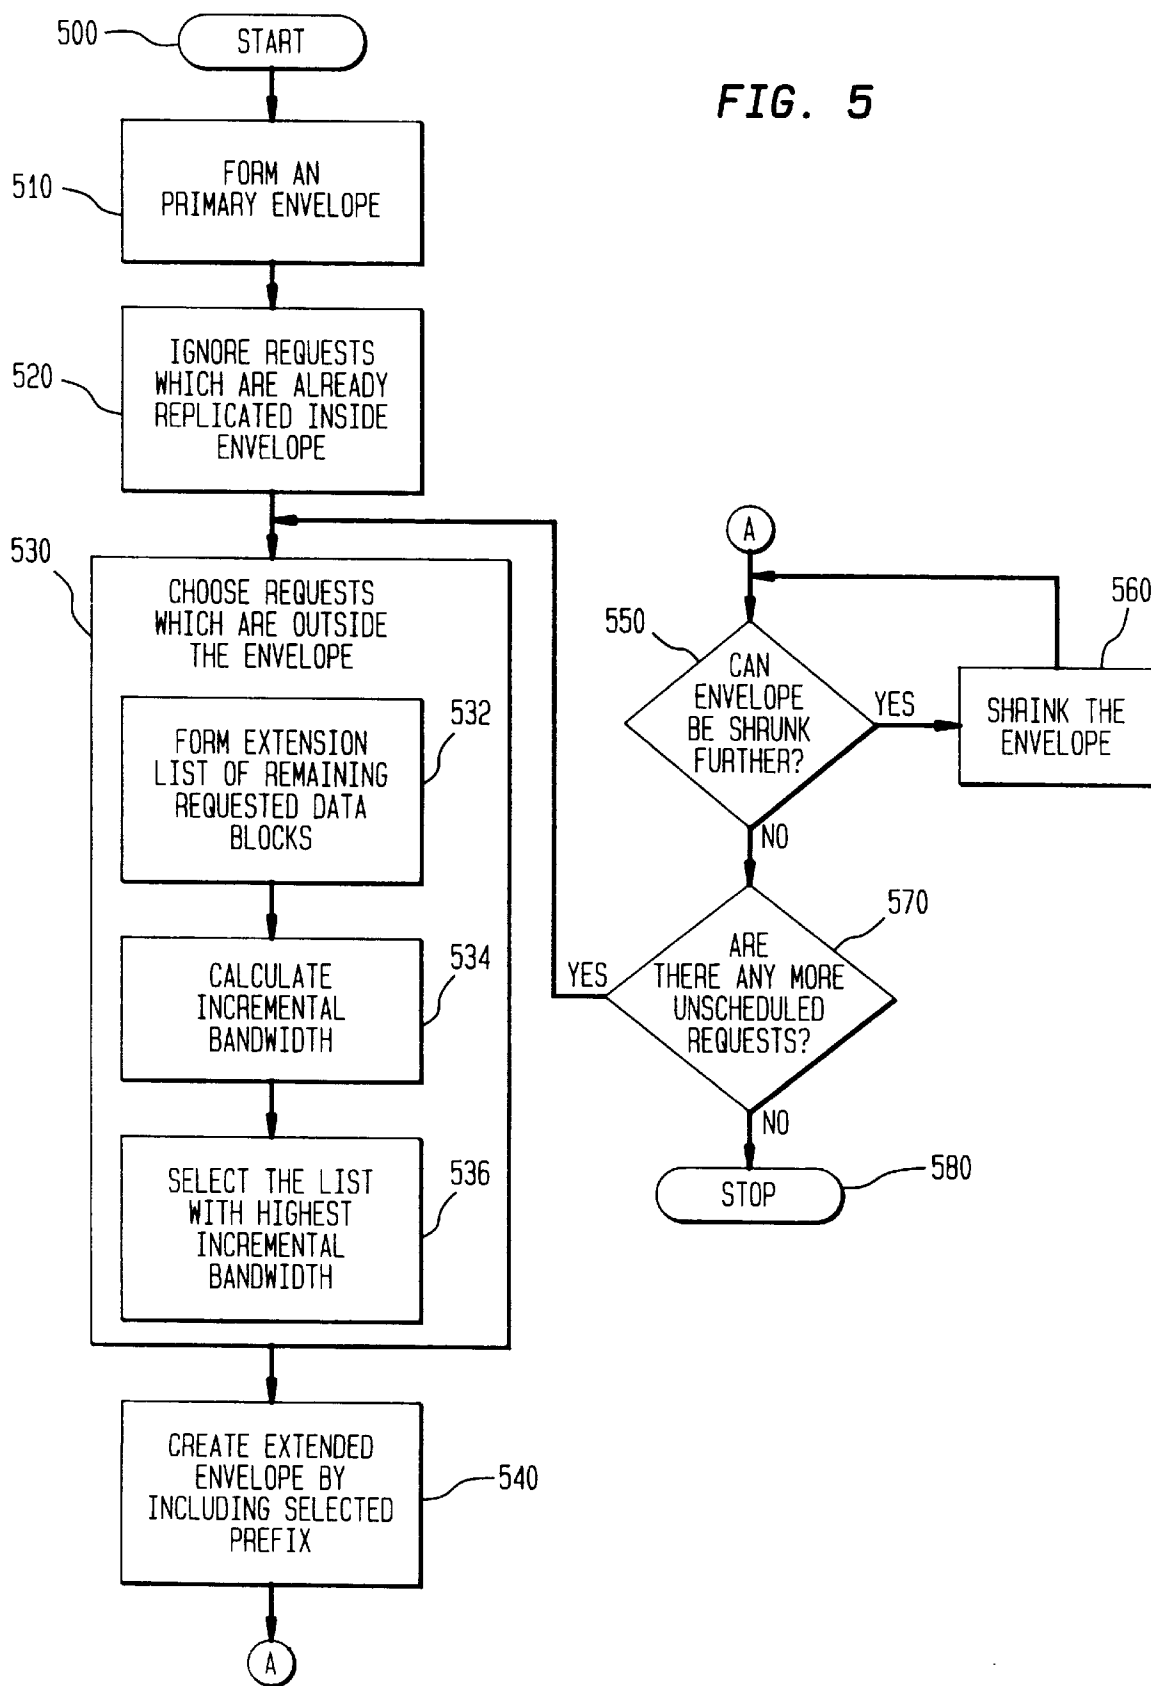 FIG. 5
500
START
510
FORM AN
PRIMARY ENVELOPE
520
IGNORE REQUESTS
WHICH ARE ALREADY
REPLICATED INSIDE
ENVELOPE
530
CHOOSE REQUESTS
WHICH ARE OUTSIDE
THE ENVELOPE
532
FORM EXTENSION
LIST OF REMAINING
REQUESTED DATA
BLOCKS
534
CALCULATE
INCREMENTAL
BANDWIDTH
536
SELECT THE LIST
WITH HIGHEST
INCREMENTAL
BANDWIDTH
540
CREATE EXTENDED
ENVELOPE BY
INCLUDING SELECTED
PREFIX
A
A
550
CAN
ENVELOPE
BE SHRUNK
FURTHER?
YES
560
SHRINK THE
ENVELOPE
NO
570
ARE
THERE ANY MORE
UNSCHEDULED
REQUESTS?
YES
NO
580
STOP